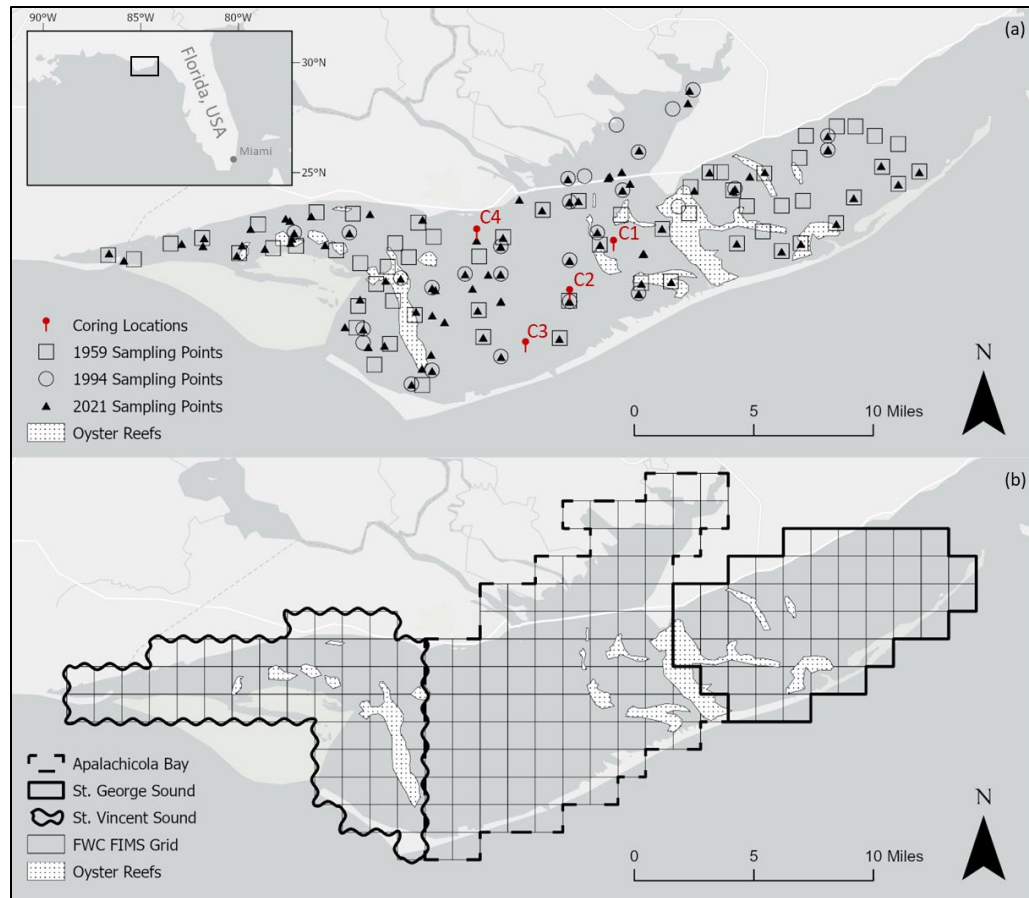 90°W 85°W 80°W
(a)
30°N
Florida, USA
Miami
25°N
C4
C1
C2
C3
Coring Locations
1959 Sampling Points
1994 Sampling Points
2021 Sampling Points
Oyster Reefs
N
0 5 10 Miles
(b)
Apalachicola Bay
St. George Sound
St. Vincent Sound
FWC FIMS Grid
Oyster Reefs
N
0 5 10 Miles